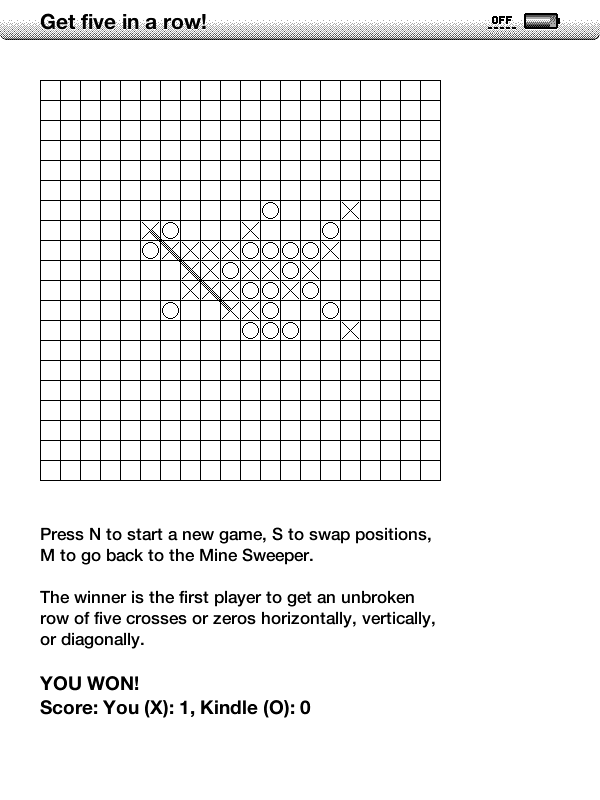 Get five in a row!
OFF
Press N to start a new game, S to swap positions,
M to go back to the Mine Sweeper.
The winner is the first player to get an unbroken
row of five crosses or zeros horizontally, vertically,
or diagonally.
YOU WON!
Score: You (X): 1, Kindle (O): 0